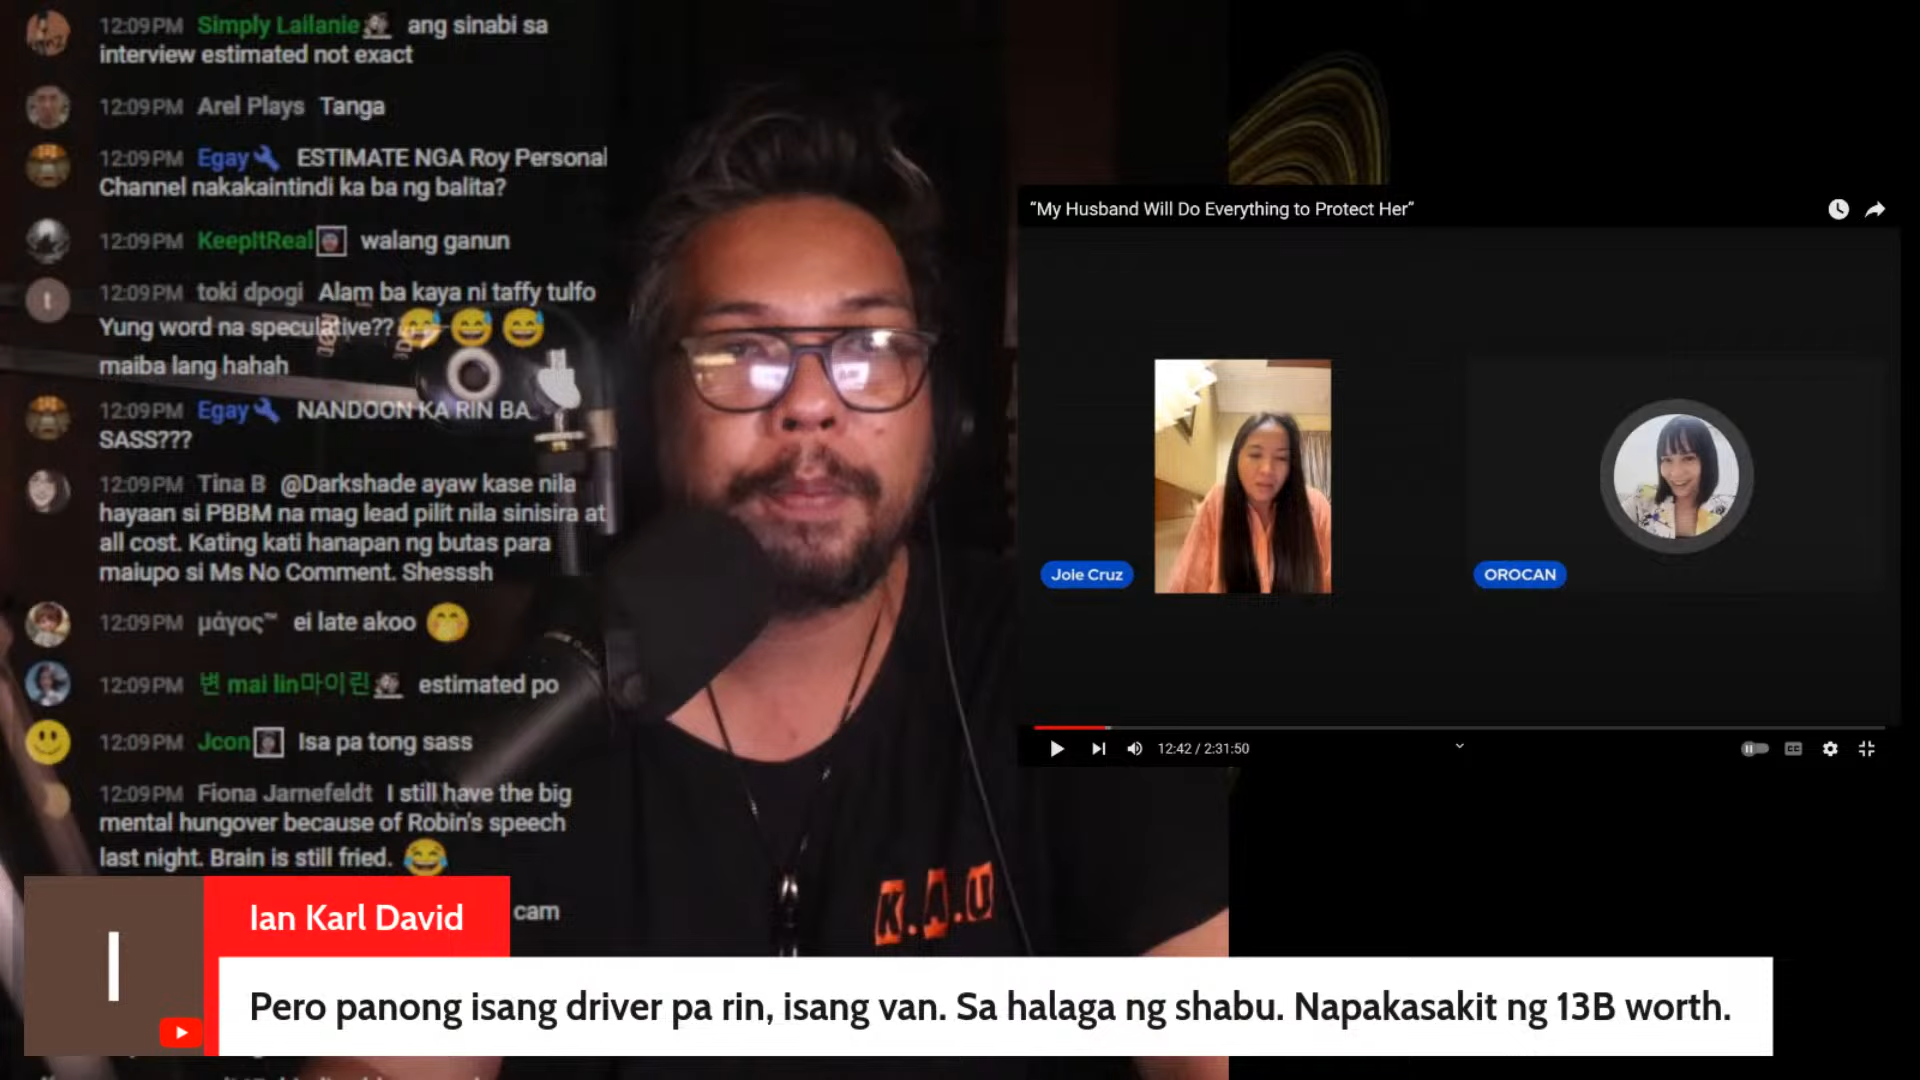 12:09PM Simply Lailanie ang sinabi sa
interview estimated not exact
12:09PM Arel Plays Tanga
12:09PM Egay ESTIMATE NGA Roy Personal
Channel nakakaintindi ka ba ng balita?
12:09PM KeepItReal walang ganun
t
12:09PM toki dpogi Alam ba kaya ni taffy tulfo
Yung word na speculative??
maiba lang hahah
12:09PM Egay NANDOON KA RIN BA
SASS???
12:09PM Tina B @Darkshade ayaw kase nila
hayaan si PBBM na mag lead pilit nila sinisira at
all cost. Kating kati hanapan ng butas para
maiupo si Ms No Comment. Shesssh
12:09PM μάγος™ ei late akoo
12:09PM 변 mai lin마이린 estimated po
12:09PM Jcon Isa pa tong sass
12:09PM Fiona Jarnefeldt I still have the big
mental hungover because of Robin's speech
last night. Brain is still fried.
cam
I
Ian Karl David
Pero panong isang driver pa rin, isang van. Sa halaga ng shabu. Napakasakit ng 13B worth.
K.A.U
“My Husband Will Do Everything to Protect Her”
Joie Cruz
OROCAN
12:42 / 2:31:50
CC